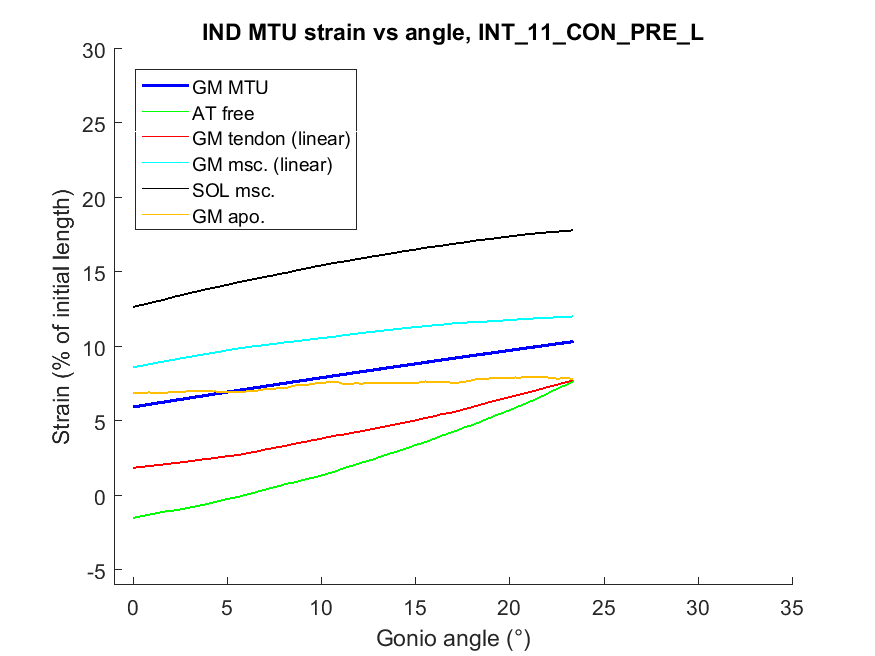 IND MTU strain vs angle, INT_11_CON_PRE_L
30
25
20
15
10
5
0
-5
Strain (% of initial length)
GM MTU
AT free
GM tendon (linear)
GM msc. (linear)
SOL msc.
GM apo.
0 5 10 15 20 25 30 35
Gonio angle (°)